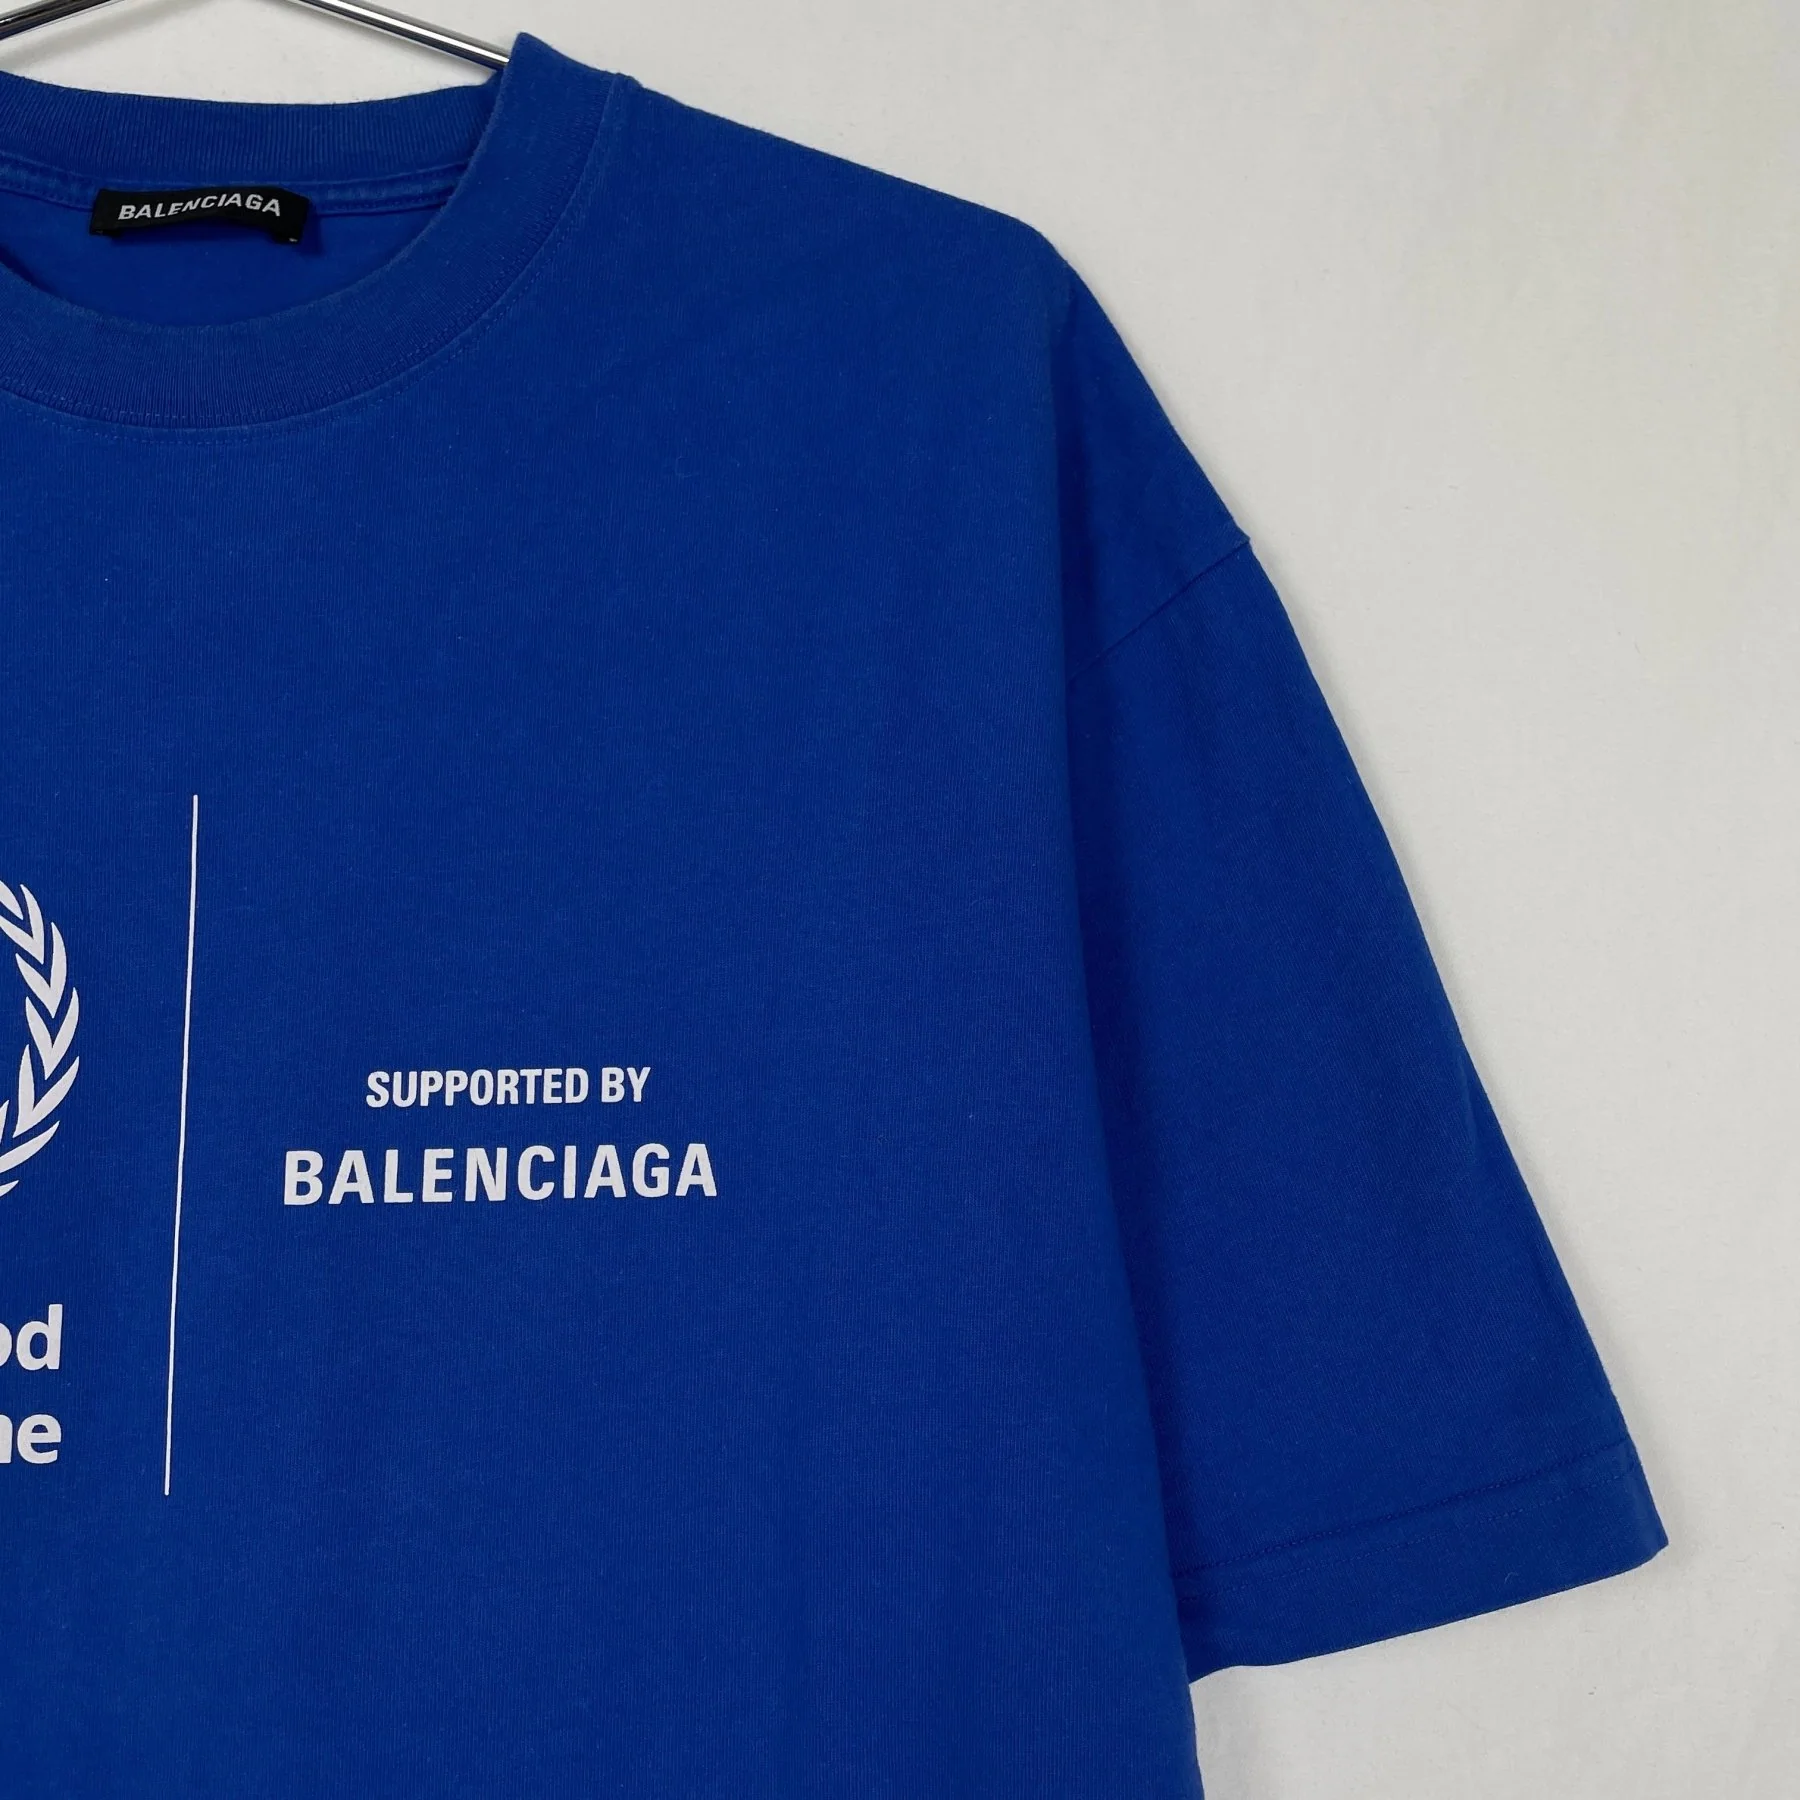 BALENCIAGA
SUPPORTED BY
BALENCIAGA
od
ne